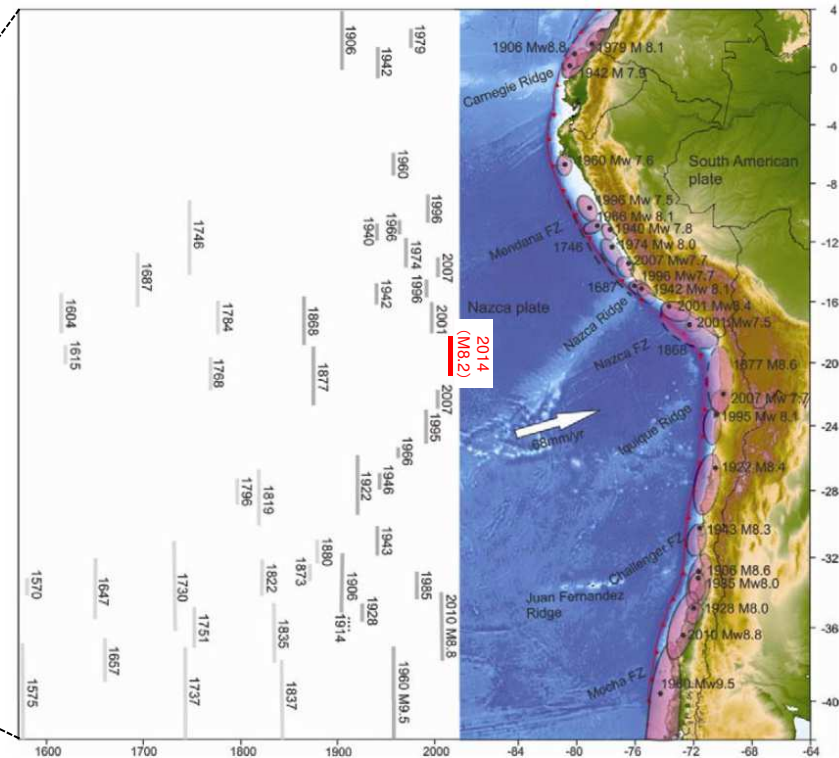 1906
1979
1942
1960
1996
1966
1940
1974
1746
2007
1996
1942
1687
2001
1604
1784
1868
2014
(M8.2)
1615
1768
1877
2007
1995
1966
1946
1922
1819
1796
1943
1880
1873
1985
1570
1647
1730
1822
1906
1928
1914
2010 M8.8
1751
1835
1657
1575
1737
1837
1960 M9.5
1600
1700
1800
1900
2000
1906 Mw8.8
1979 M 8.1
1942 M 7.9
Carnegie Ridge
1960 Mw 7.6
South American
plate
1996 Mw 7.5
1966 Mw 8.1
1940 Mw 7.8
Mendana FZ
1746
1974 Mw 8.0
2007 Mw7.7
1996 Mw7.7
1687
1942 Mw 8.1
Nazca plate
Nazca Ridge
2001 Mw8.4
2001 Mw7.5
Nazca FZ
1868
1877 M8.6
2007 Mw 7.7
1995 Mw 8.1
68mm/yr
Iquique Ridge
1922 M8.4
Challenger FZ
1943 M8.3
1906 M8.6
1985 Mw8.0
Juan Fernandez
Ridge
1928 M8.0
2010 Mw8.8
Mocha FZ
1960 Mw9.5
4
0
-4
-8
-12
-16
-20
-24
-28
-32
-36
-40
-84
-80
-76
-72
-68
-64